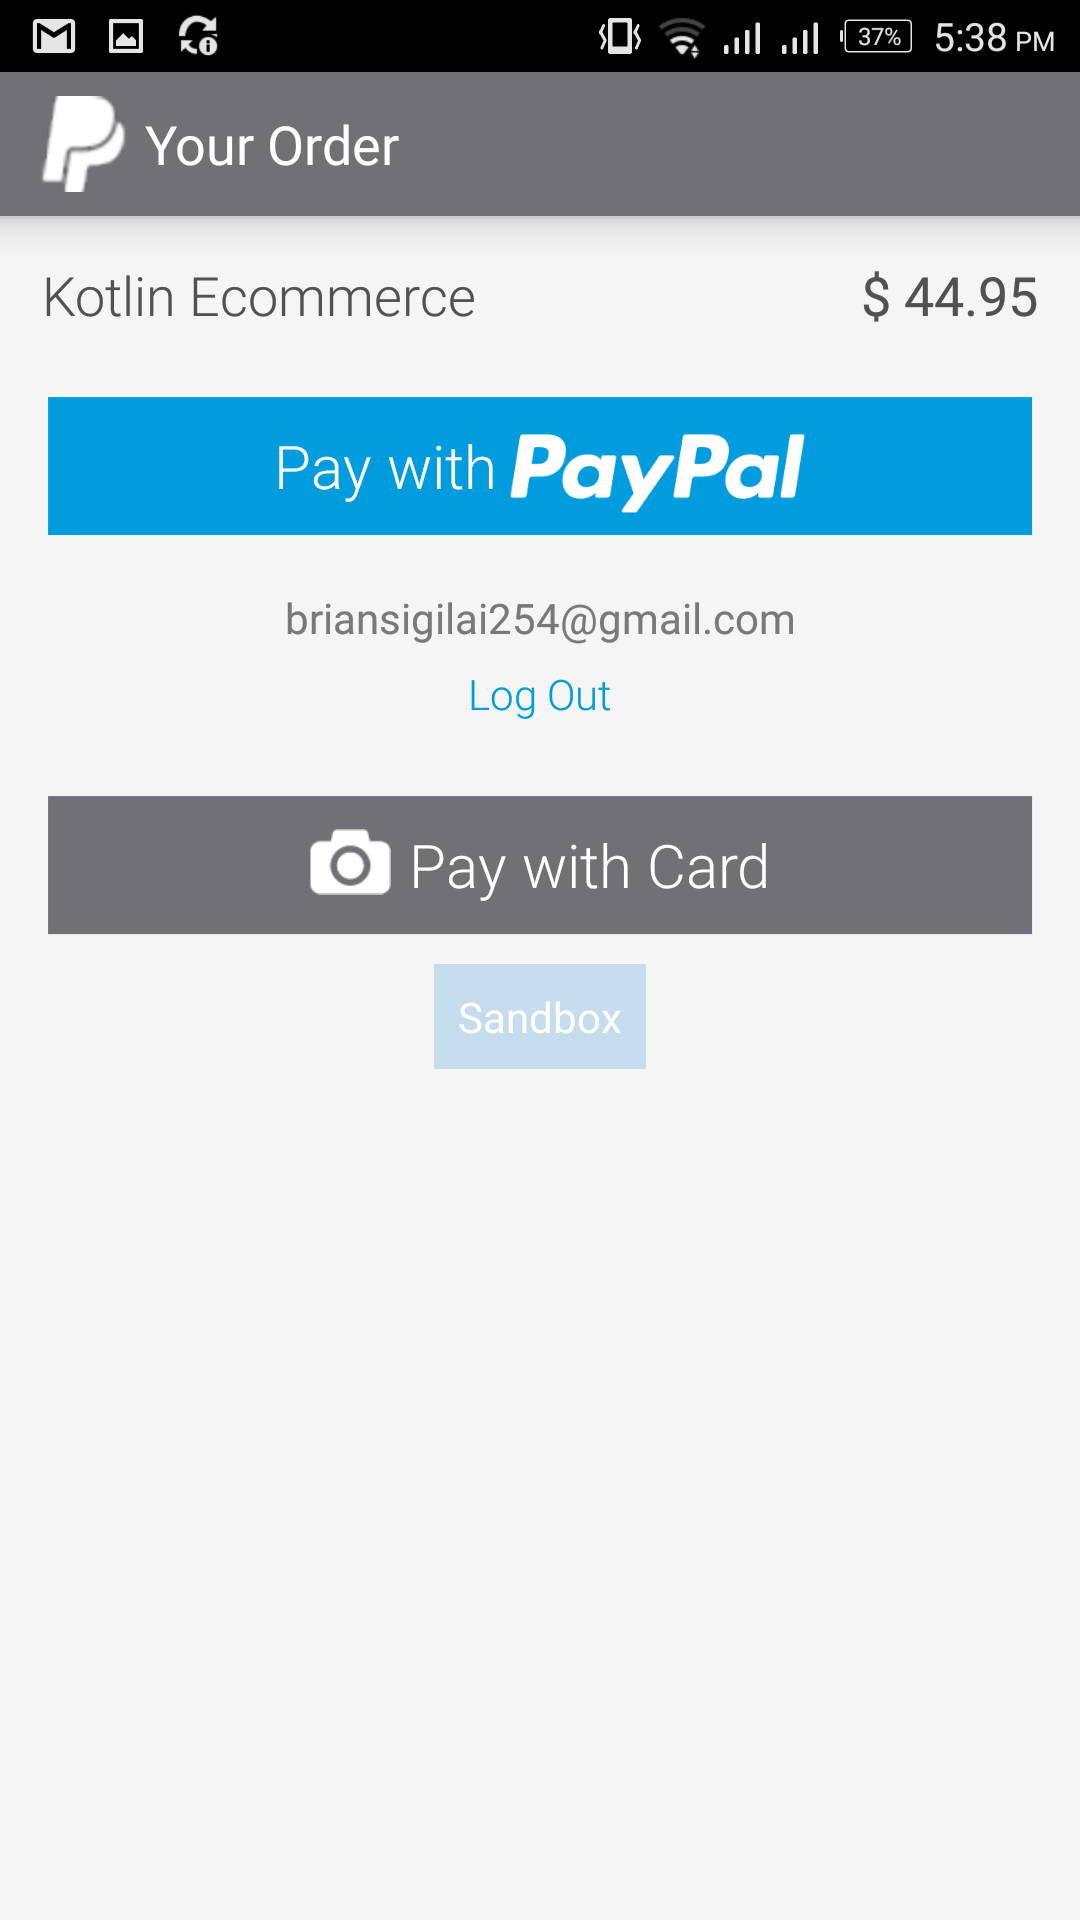 37% 5:38 PM
Your Order
Kotlin Ecommerce $ 44.95
Pay with PayPal
briansigilai254@gmail.com
Log Out
Pay with Card
Sandbox